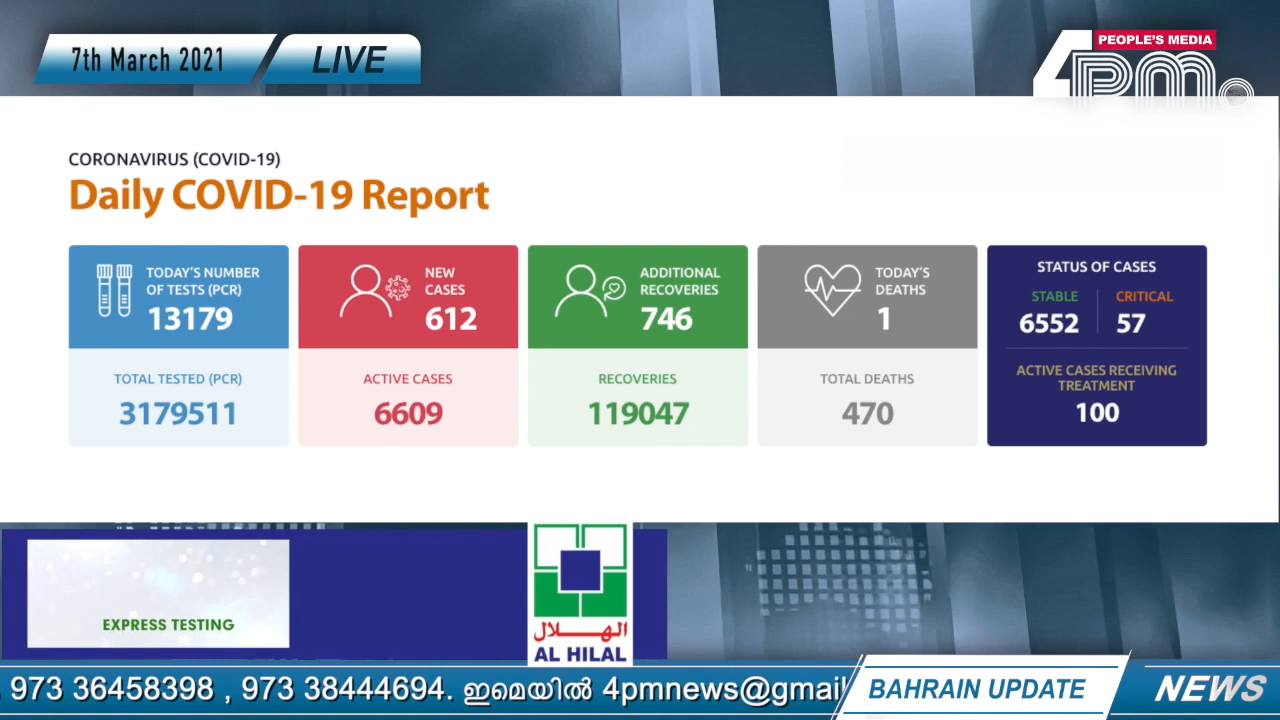 7th March 2021
LIVE
PEOPLE'S MEDIA
4pm.
CORONAVIRUS (COVID-19)
Daily COVID-19 Report
TODAY'S NUMBER
OF TESTS (PCR)
13179
TOTAL TESTED (PCR)
3179511
NEW
CASES
612
ACTIVE CASES
6609
ADDITIONAL
RECOVERIES
746
RECOVERIES
119047
TODAY'S
DEATHS
1
TOTAL DEATHS
470
STATUS OF CASES
STABLE
6552
CRITICAL
57
ACTIVE CASES RECEIVING
TREATMENT
100
EXPRESS TESTING
الهلال
AL HILAL
973 36458398 , 973 38444694. ഇമെയിൽ 4pmnews@gmail
BAHRAIN UPDATE
NEWS